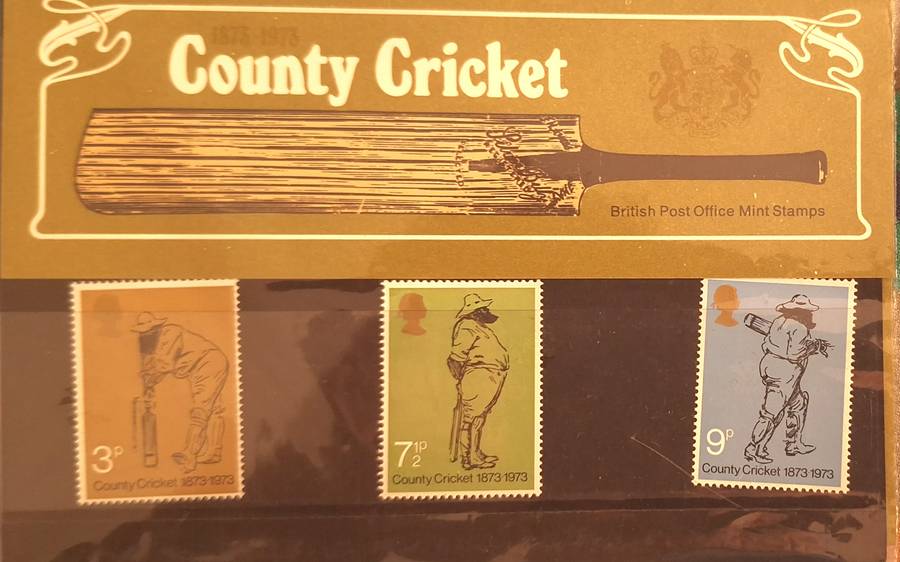 1873-1973
County Cricket
British Post Office Mint Stamps
3p
County Cricket 1873-1973
7½p
County Cricket 1873-1973
9p
County Cricket 1873-1973